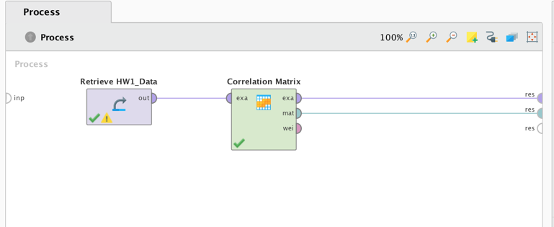 Process
Process
100%
Process
Retrieve HW1_Data
Correlation Matrix
inp
out
exa
exa
res
mat
res
wei
res